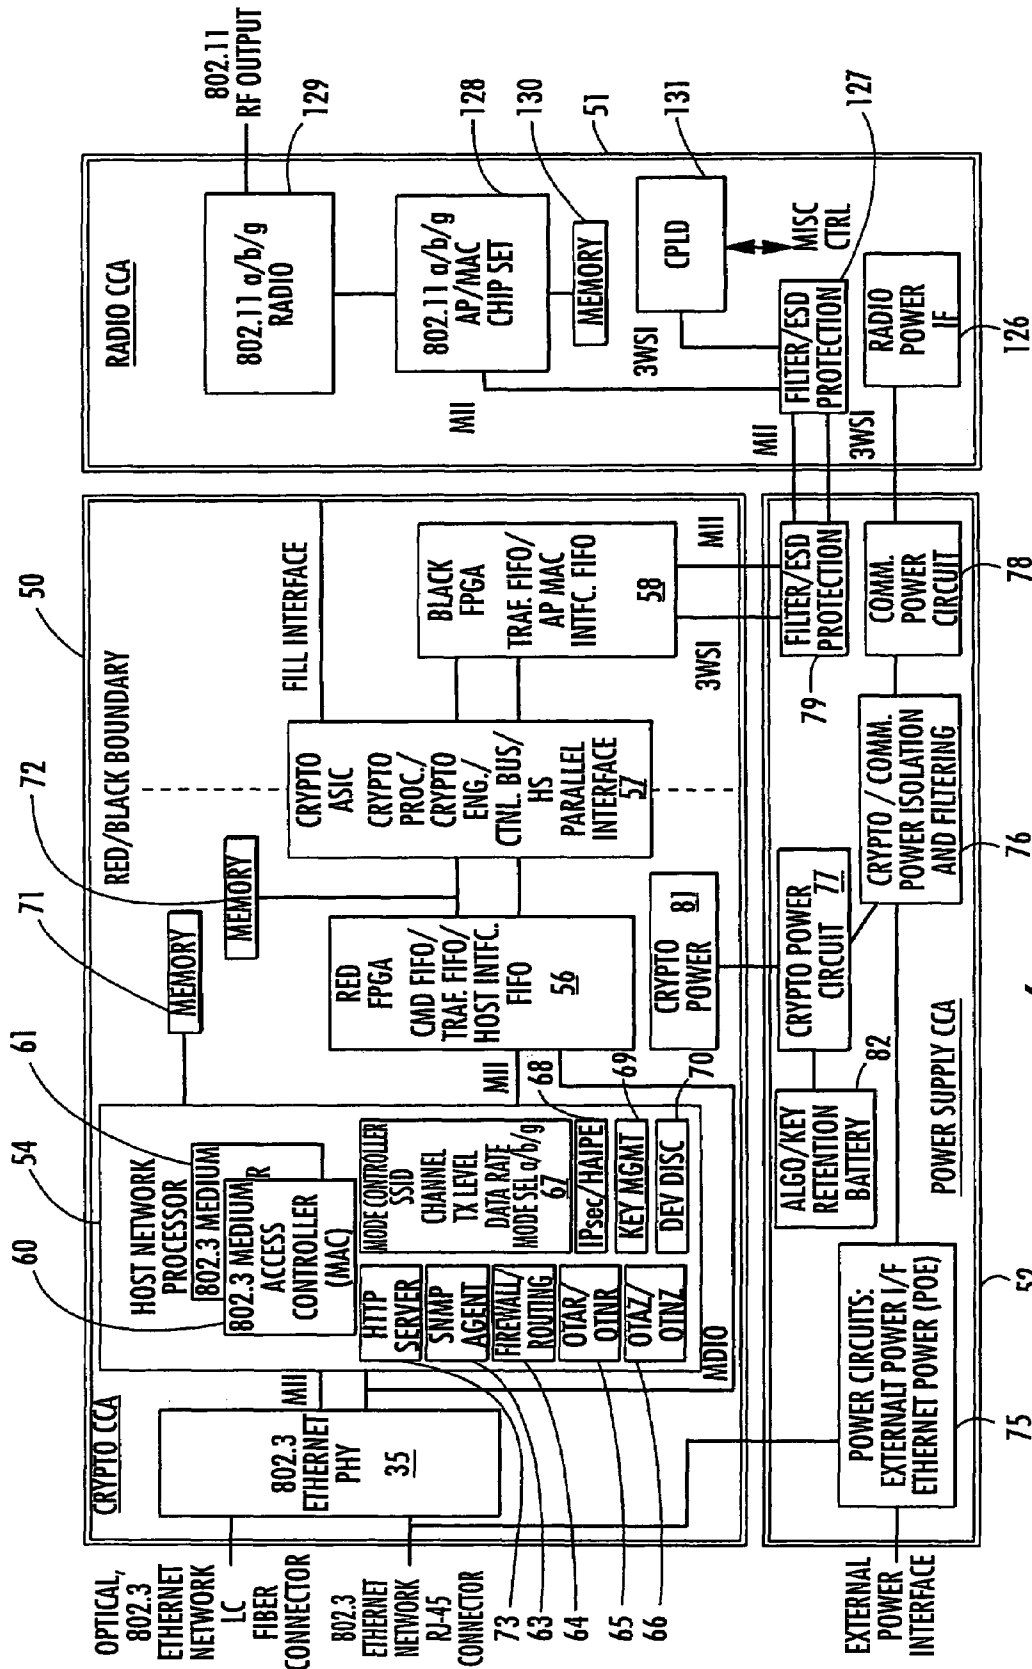 CRYPTO CCA
54
61
71
72
RED/BLACK BOUNDARY
50
60
HOST NETWORK
PROCESSOR
802.3 MEDIUM
802.3 MEDIUM
ACCESS
CONTROLLER
(MAC)
MEMORY
MEMORY
FILL INTERFACE
OPTICAL,
802.3
ETHERNET
NETWORK
LC
FIBER
CONNECTOR
802.3
ETHERNET
NETWORK
RJ-45
CONNECTOR
802.3
ETHERNET
PHY
35
MII
MDIO
HTTP
SERVER
SNMP
AGENT
FIREWALL/
ROUTING
OTAR/
OTNR
OTAZ/
OTNZ
73
63
64
65
66
MODE CONTROLLER
SSID
CHANNEL
TX LEVEL
DATA RATE
MODE SEL a/b/g
67
IPsec/HAIPE
KEY MGMT
DEV DISC
68
69
70
MII
RED
FPGA
CMD FIFO/
TRAF. FIFO/
HOST INTFC.
FIFO
56
CRYPTO
POWER
81
CRYPTO
ASIC
CRYPTO
PROC./
CRYPTO
ENG./
CTNL. BUS/
HS
PARALLEL
INTERFACE
57
BLACK
FPGA
TRAF. FIFO/
AP MAC
INTFC. FIFO
58
3WSI
MII
RADIO CCA
802.11 a/b/g
RADIO
802.11
RF OUTPUT
129
802.11 a/b/g
AP/MAC
CHIP SET
128
MEMORY
130
CPLD
131
MISC
CTRL
51
MII
3WSI
FILTER/ESD
PROTECTION
127
MII
3WSI
RADIO
POWER
IF
126
EXTERNAL
POWER
INTERFACE
POWER CIRCUITS:
EXTERNALT POWER I/F
ETHERNET POWER (POE)
75
52
POWER SUPPLY CCA
ALGO/KEY
RETENTION
BATTERY
82
CRYPTO POWER
CIRCUIT 77
CRYPTO / COMM.
POWER ISOLATION
AND FILTERING
76
FILTER/ESD
PROTECTION
79
COMM.
POWER
CIRCUIT
78